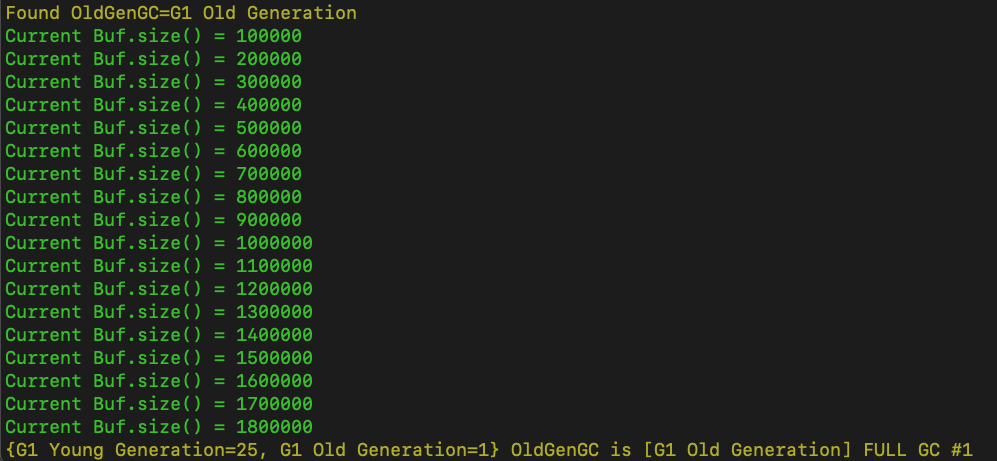 Found OldGenGC=G1 Old Generation
Current Buf.size() = 100000
Current Buf.size() = 200000
Current Buf.size() = 300000
Current Buf.size() = 400000
Current Buf.size() = 500000
Current Buf.size() = 600000
Current Buf.size() = 700000
Current Buf.size() = 800000
Current Buf.size() = 900000
Current Buf.size() = 1000000
Current Buf.size() = 1100000
Current Buf.size() = 1200000
Current Buf.size() = 1300000
Current Buf.size() = 1400000
Current Buf.size() = 1500000
Current Buf.size() = 1600000
Current Buf.size() = 1700000
Current Buf.size() = 1800000
{G1 Young Generation=25, G1 Old Generation=1} OldGenGC is [G1 Old Generation] FULL GC #1